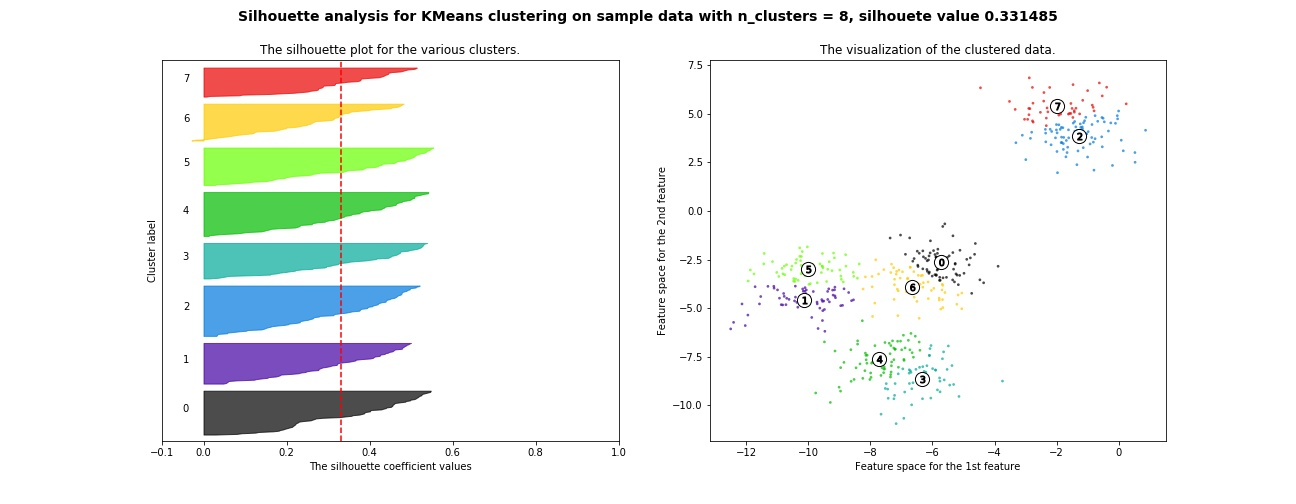 Silhouette analysis for KMeans clustering on sample data with n_clusters = 8, silhouete value 0.331485
The silhouette plot for the various clusters.
Cluster label
7
6
5
4
3
2
1
0
−0.1 0.0 0.2 0.4 0.6 0.8 1.0
The silhouette coefficient values
The visualization of the clustered data.
Feature space for the 2nd feature
7.5
5.0
2.5
0.0
−2.5
−5.0
−7.5
−10.0
7
2
0
5
6
1
4
3
−12 −10 −8 −6 −4 −2 0
Feature space for the 1st feature